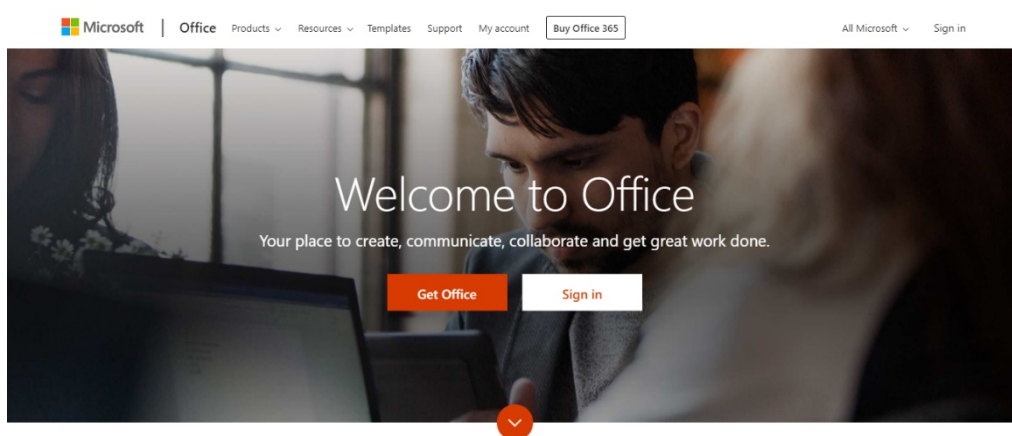 Microsoft | Office Products Resources Templates Support My account Buy Office 365 All Microsoft Sign in
Welcome to Office
Your place to create, communicate, collaborate and get great work done.
Get Office Sign in